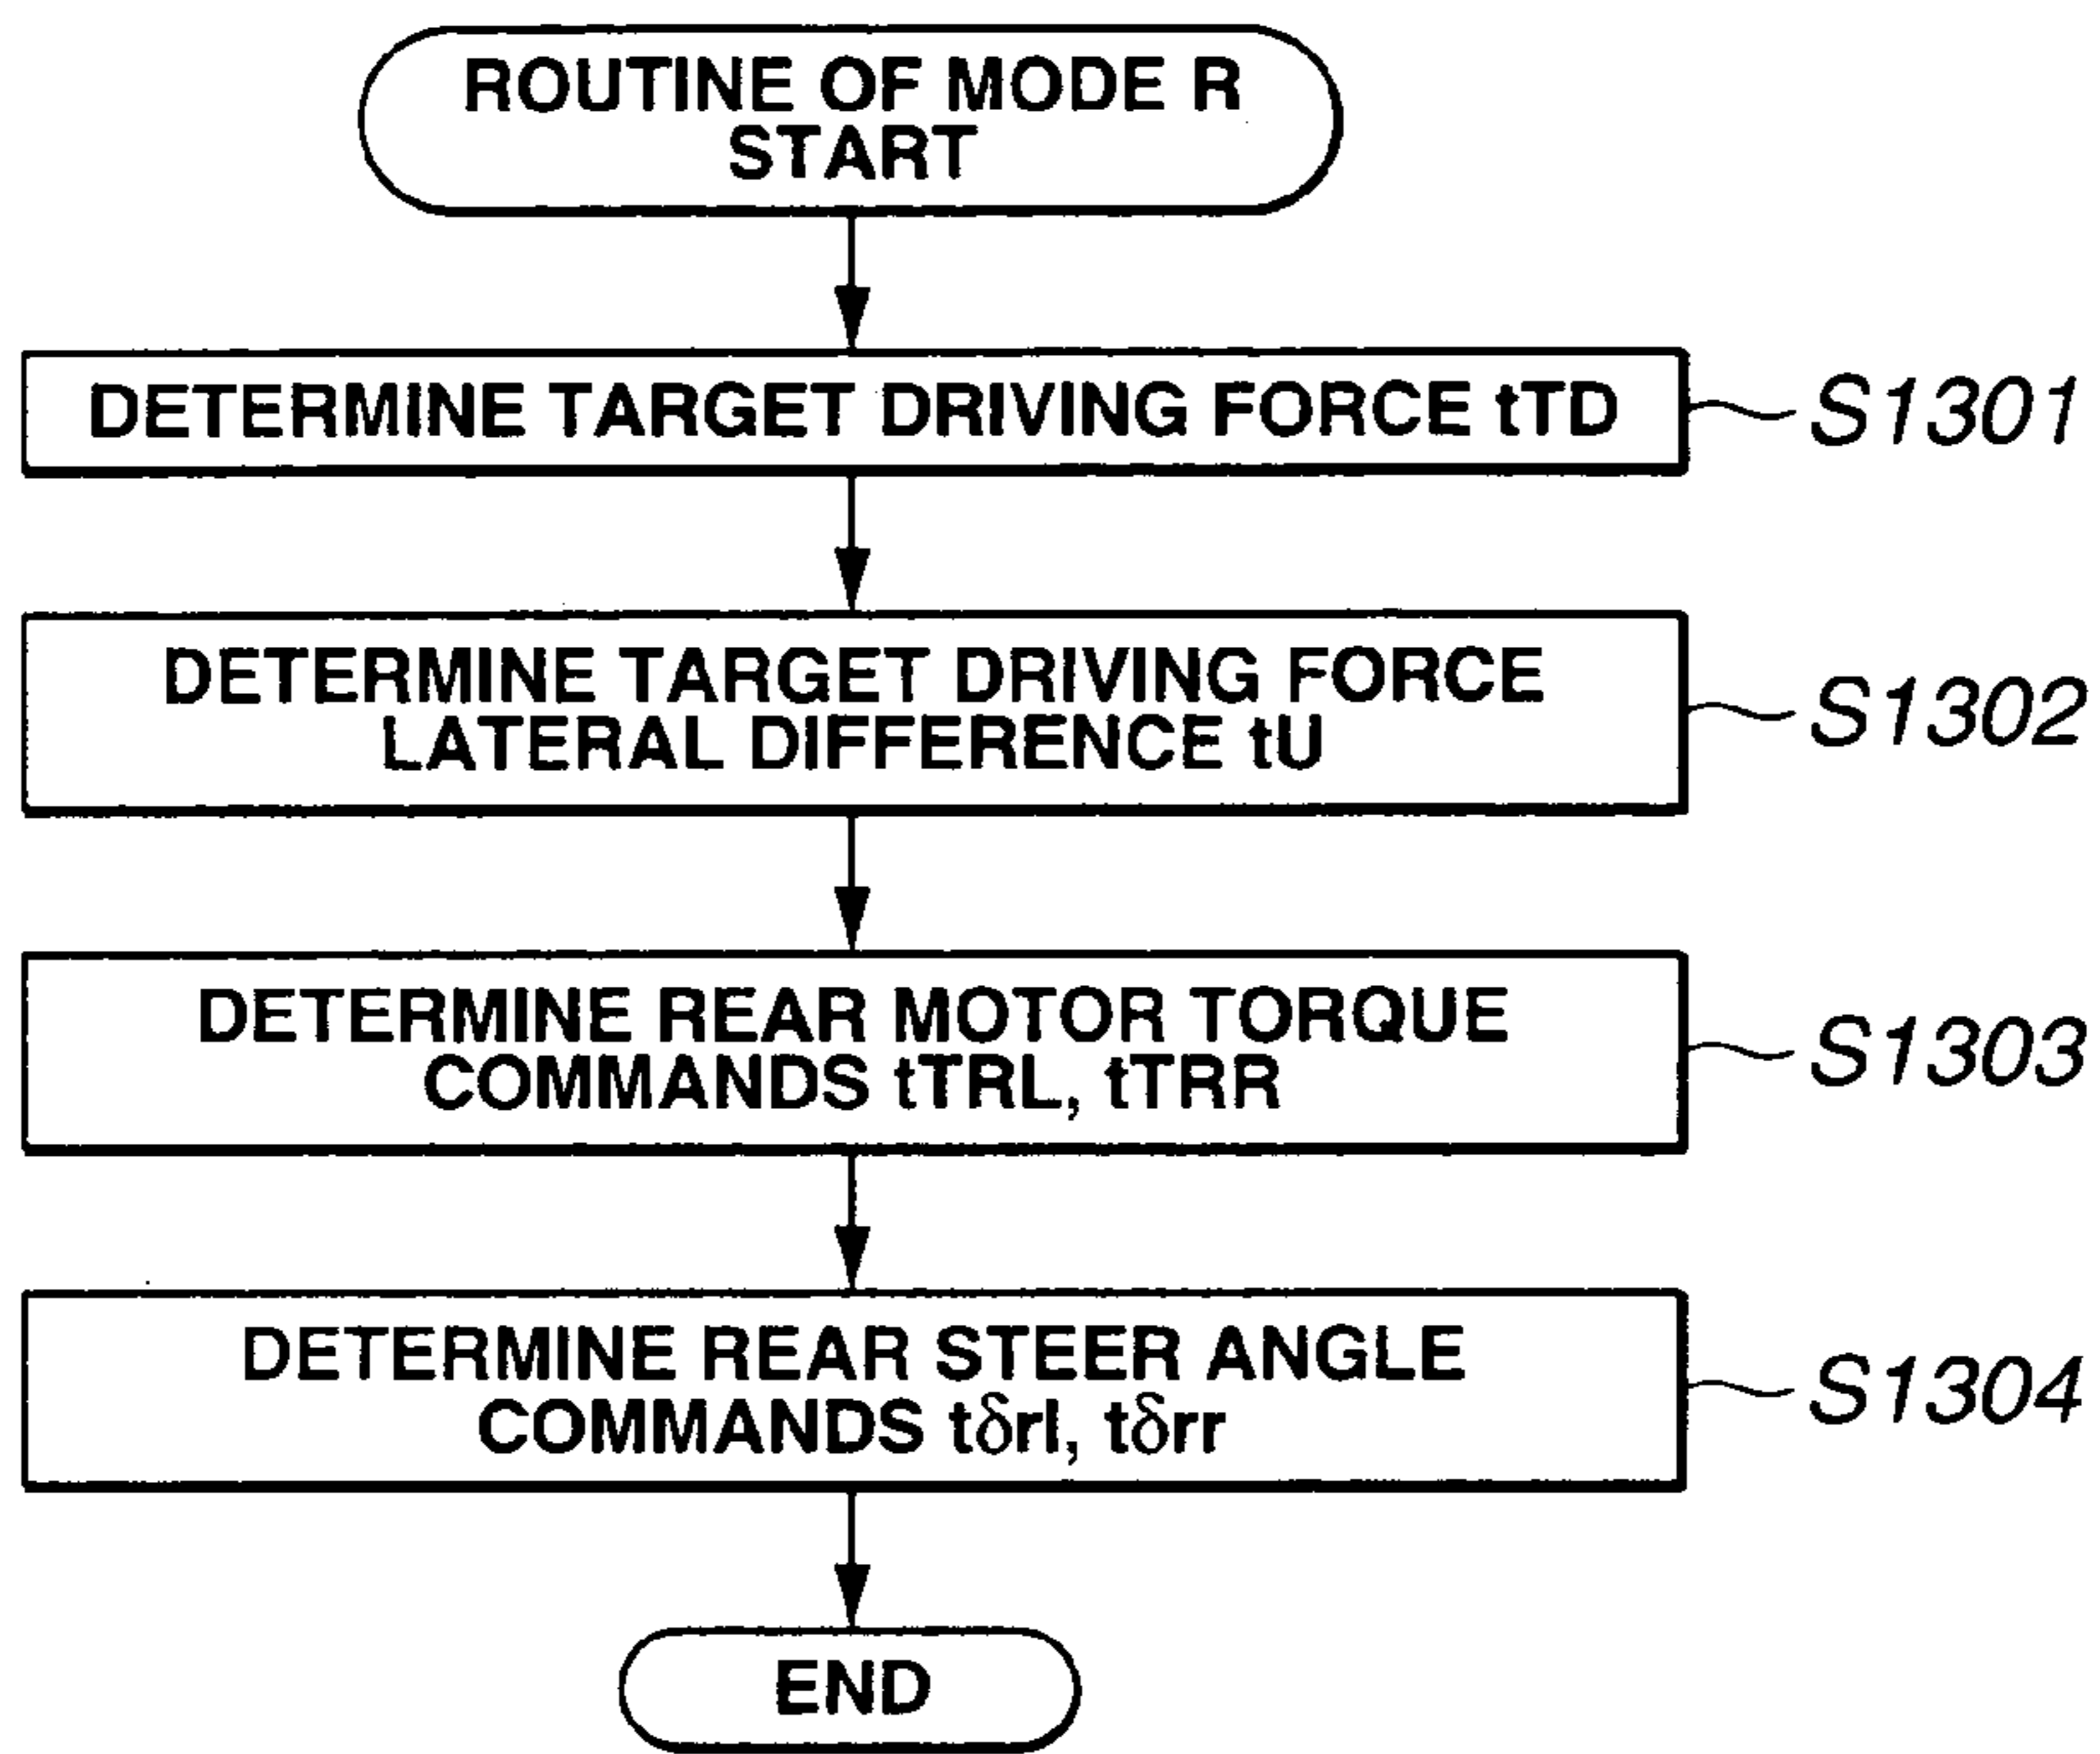 ROUTINE OF MODE R
START
DETERMINE TARGET DRIVING FORCE tTD
S1301
DETERMINE TARGET DRIVING FORCE
LATERAL DIFFERENCE tU
S1302
DETERMINE REAR MOTOR TORQUE
COMMANDS tTRL, tTRR
S1303
DETERMINE REAR STEER ANGLE
COMMANDS tδrl, tδrr
S1304
END